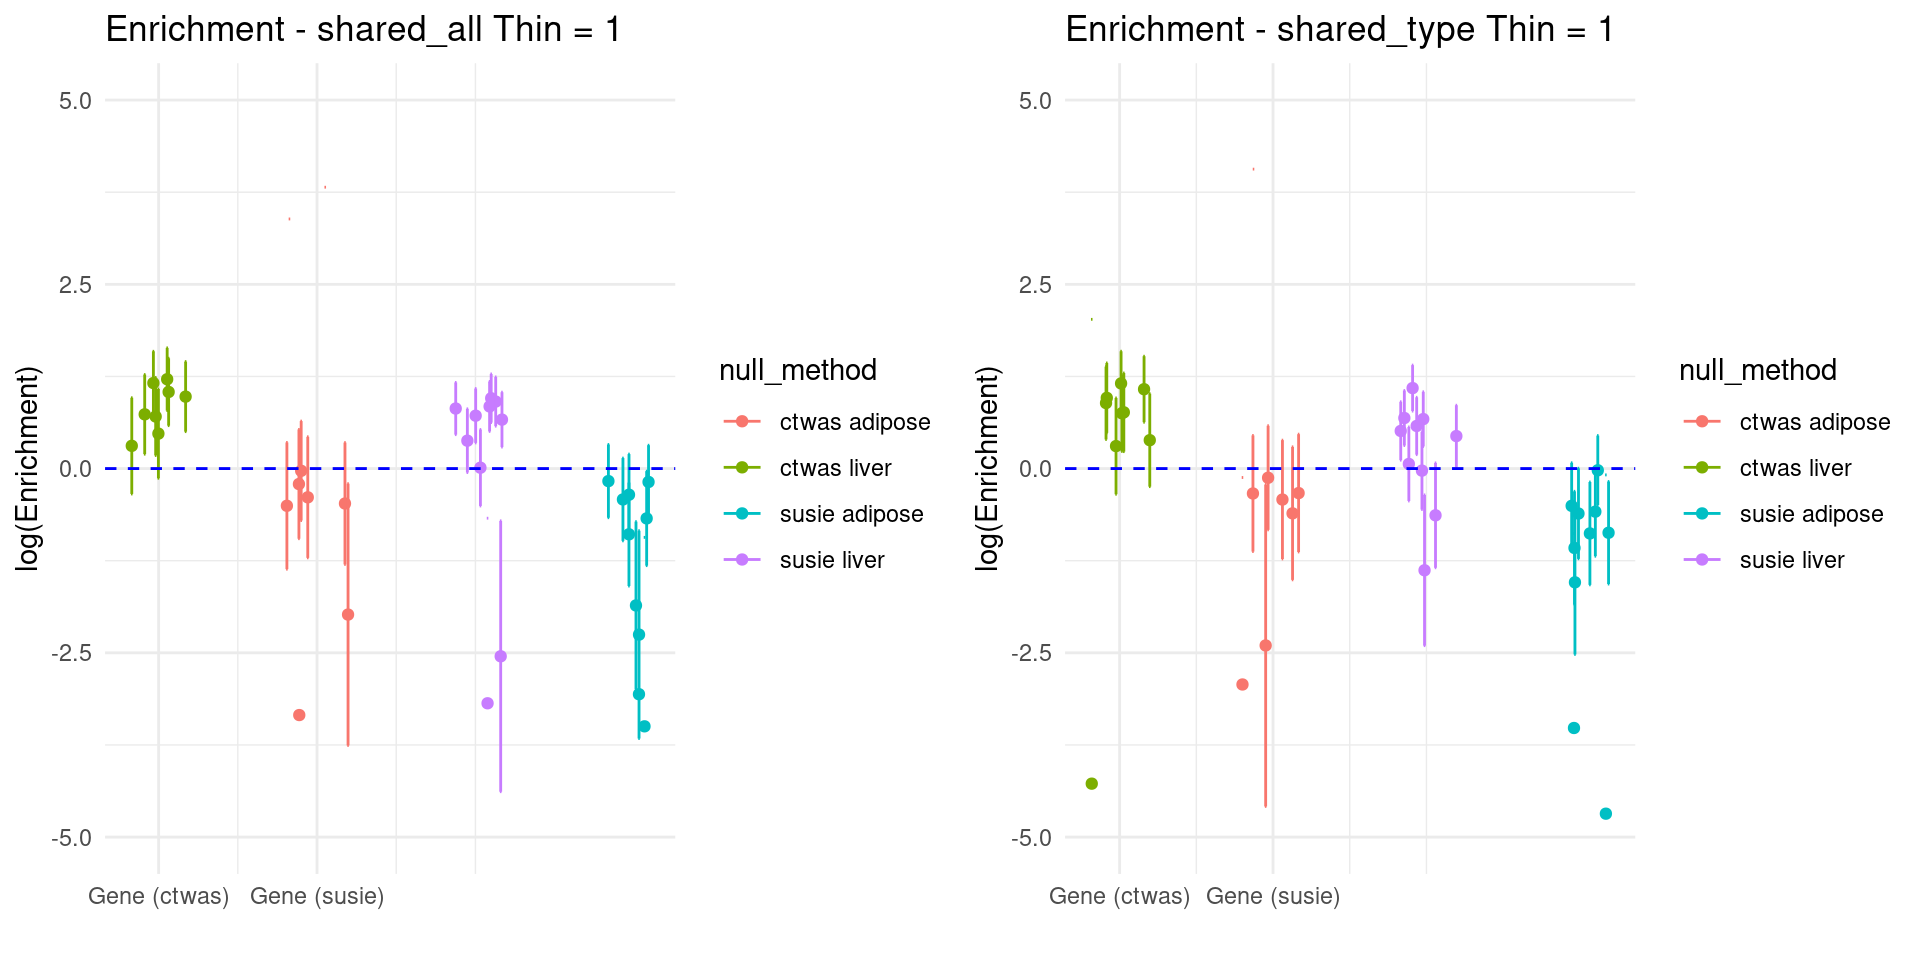 Enrichment - shared_all Thin = 1
log(Enrichment)
5.0
2.5
0.0
-2.5
-5.0
Gene (ctwas) Gene (susie)
null_method
ctwas adipose
ctwas liver
susie adipose
susie liver
Enrichment - shared_type Thin = 1
log(Enrichment)
5.0
2.5
0.0
-2.5
-5.0
Gene (ctwas) Gene (susie)
null_method
ctwas adipose
ctwas liver
susie adipose
susie liver